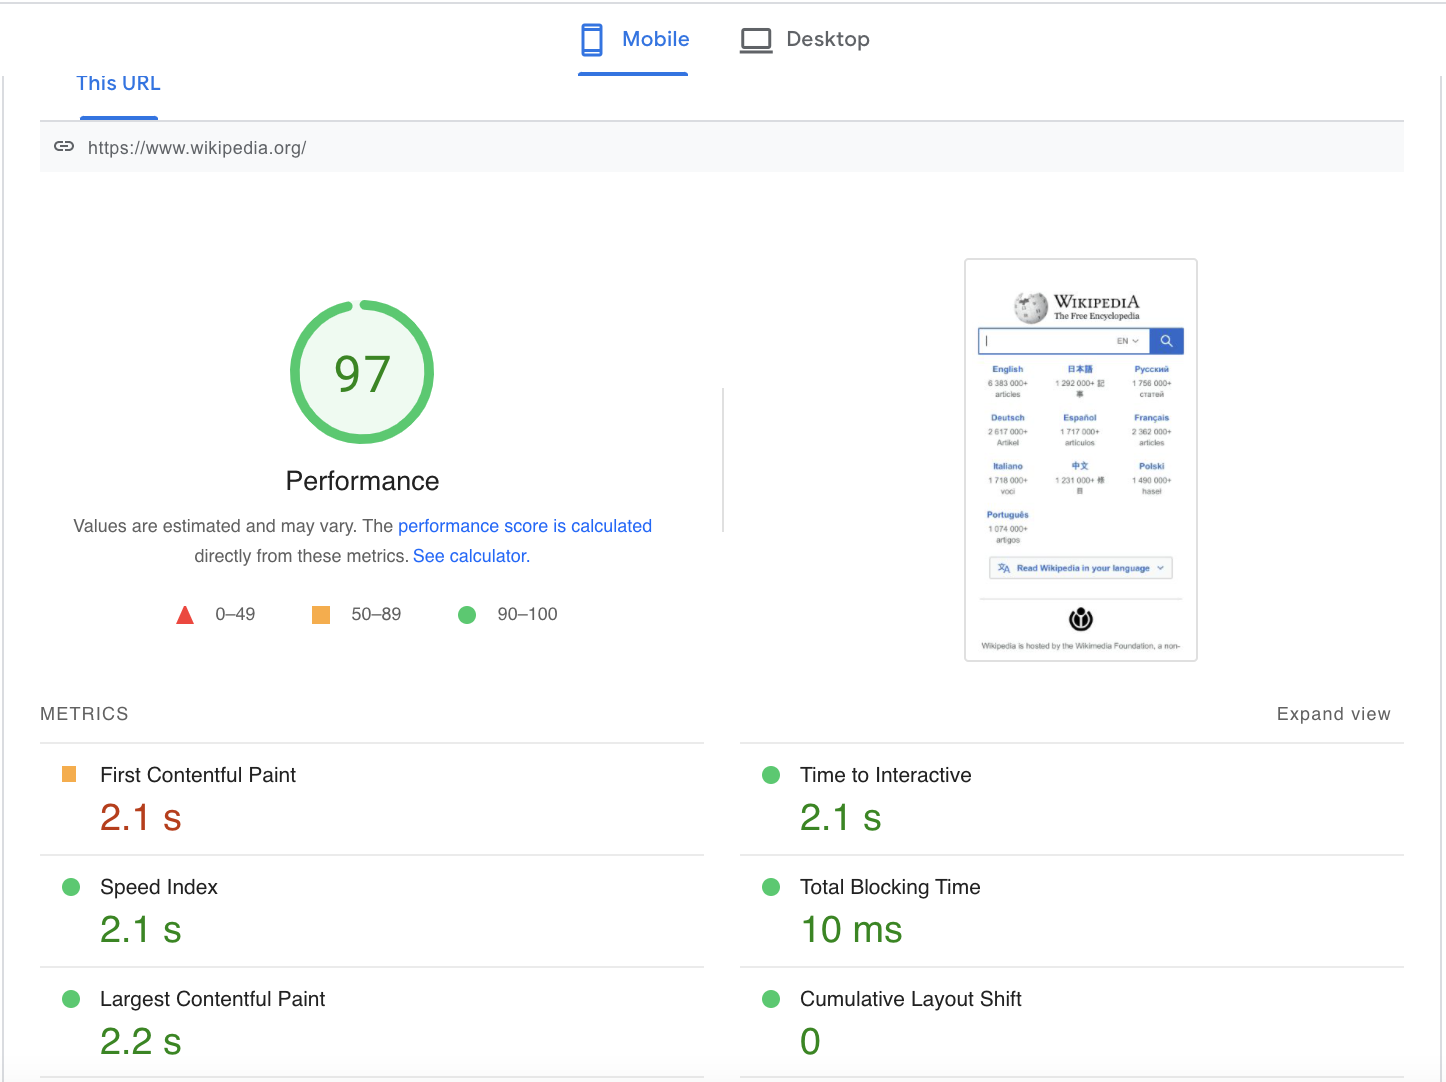 Mobile
Desktop
This URL
https://www.wikipedia.org/
97
Performance
Values are estimated and may vary. The performance score is calculated
directly from these metrics. See calculator.
0–49
50–89
90–100
WIKIPEDIA
The Free Encyclopedia
EN
English
6 383 000+
articles
日本語
1 292 000+ 記
事
Русский
1 756 000+
статей
Deutsch
2 617 000+
Artikel
Español
1 717 000+
artículos
Français
2 362 000+
articles
Italiano
1 718 000+
voci
中文
1 231 000+ 條
目
Polski
1 490 000+
haseł
Português
1 074 000+
artigos
Read Wikipedia in your language
Wikipedia is hosted by the Wikimedia Foundation, a non-
METRICS
Expand view
First Contentful Paint
2.1 s
Time to Interactive
2.1 s
Speed Index
2.1 s
Total Blocking Time
10 ms
Largest Contentful Paint
2.2 s
Cumulative Layout Shift
0